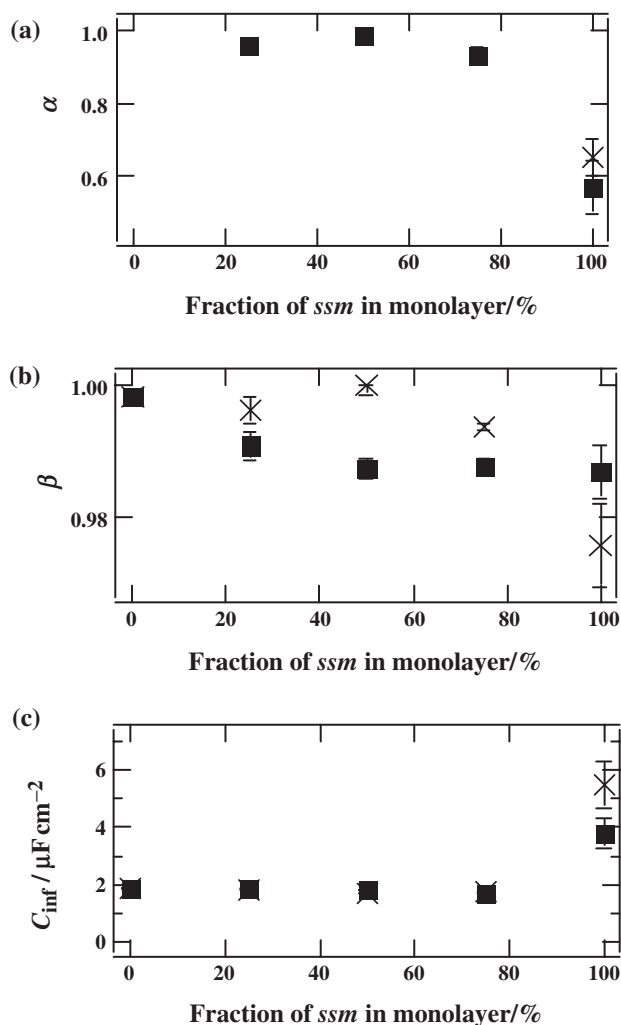 (a)
1.0
0.8
0.6
α
0 20 40 60 80 100
Fraction of ssm in monolayer/%
(b)
1.00
0.98
β
0 20 40 60 80 100
Fraction of ssm in monolayer/%
(c)
6
4
2
0
C_inf / μF cm−2
0 20 40 60 80 100
Fraction of ssm in monolayer/%